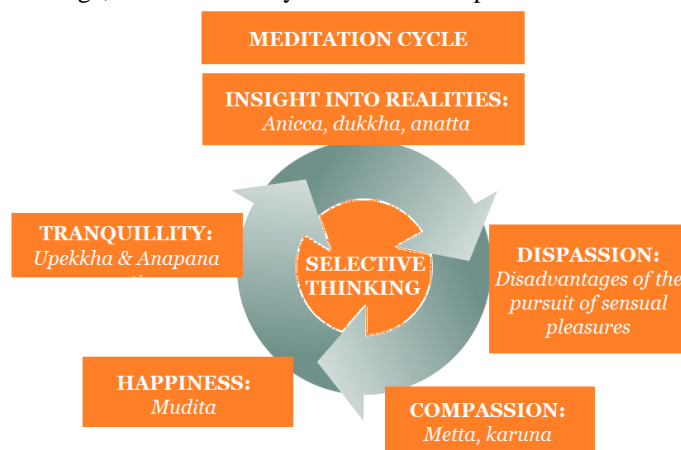 MEDITATION CYCLE
INSIGHT INTO REALITIES:
Anicca, dukkha, anatta
TRANQUILLITY:
Upekkha & Anapana
SELECTIVE
THINKING
DISPASSION:
Disadvantages of the
pursuit of sensual
pleasures
HAPPINESS:
Mudita
COMPASSION:
Metta, karuna